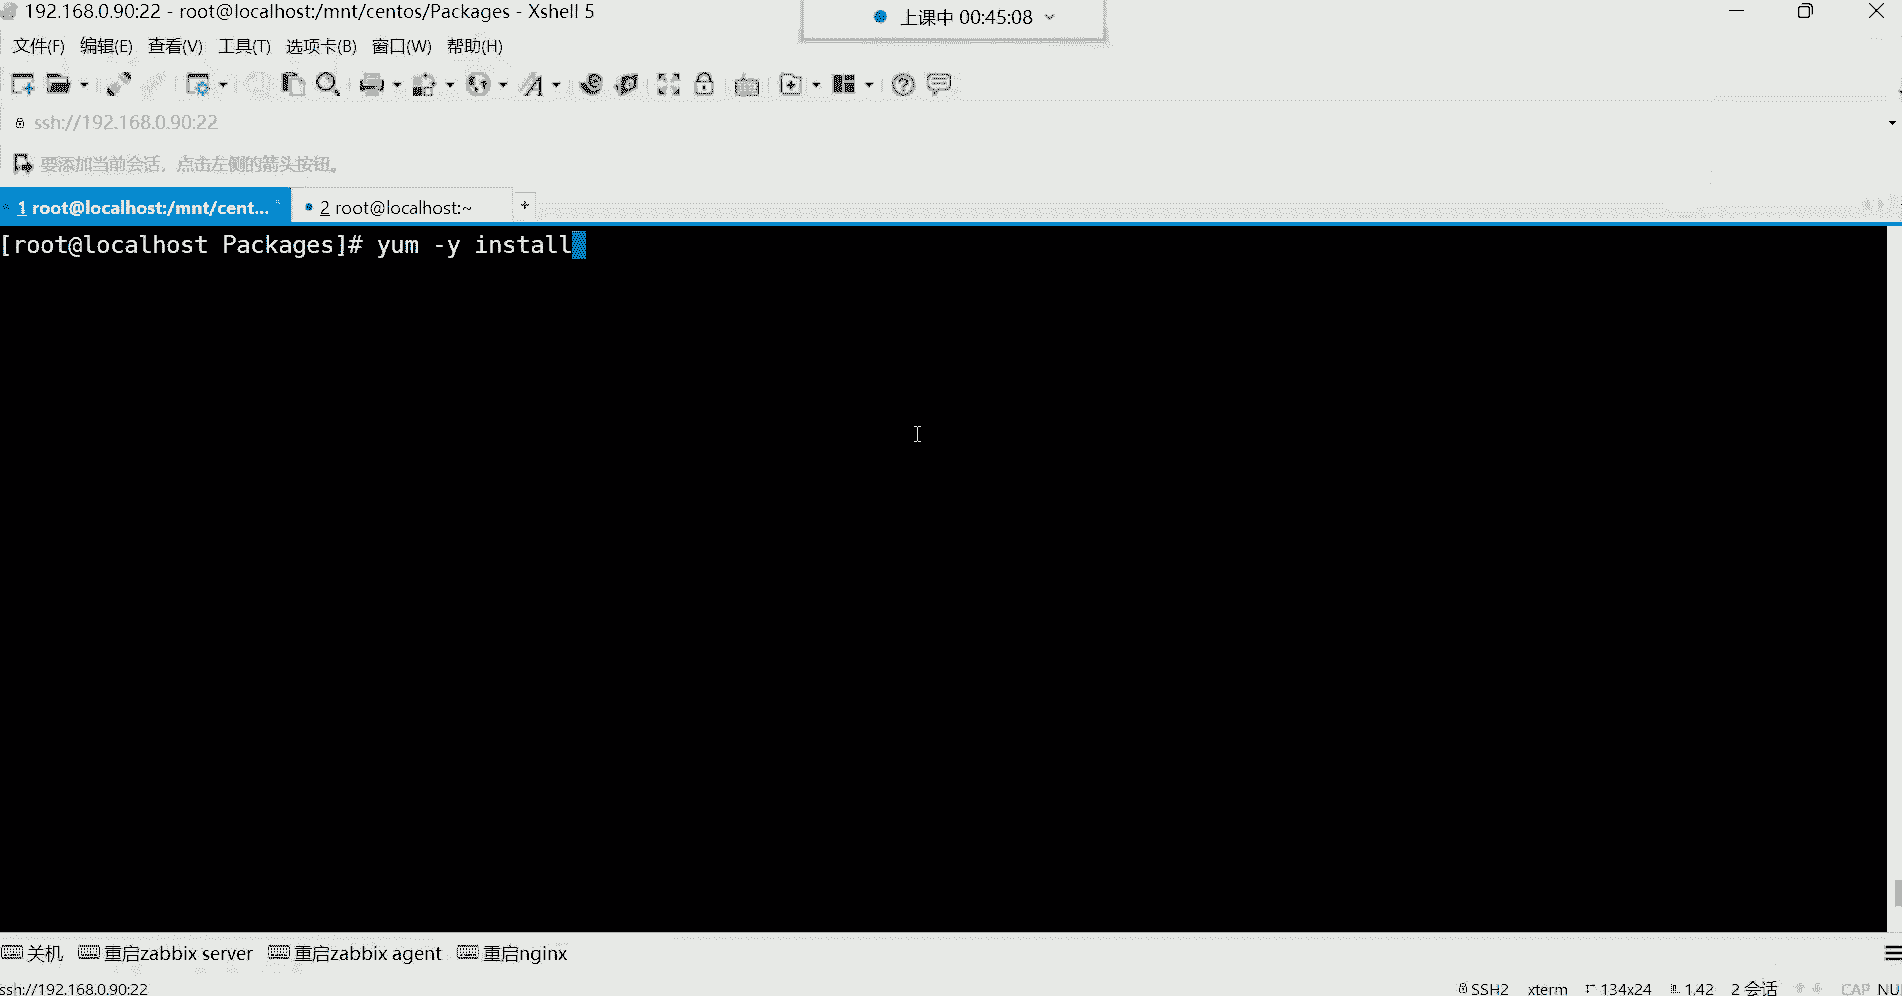 192.168.0.90:22 - root@localhost:/mnt/centos/Packages - Xshell 5
上课中 00:45:08
文件(F) 编辑(E) 查看(V) 工具(T) 选项卡(B) 窗口(W) 帮助(H)
ssh://192.168.0.90:22
要添加当前会话，点击左侧的箭头按钮。
1 root@localhost:/mnt/cent... 2 root@localhost:~ +
[root@localhost Packages]# yum -y install
关机 重启zabbix server 重启zabbix agent 重启nginx
ssh://192.168.0.90:22 SSH2 xterm 134x24 1,42 2 会话 CAP NU